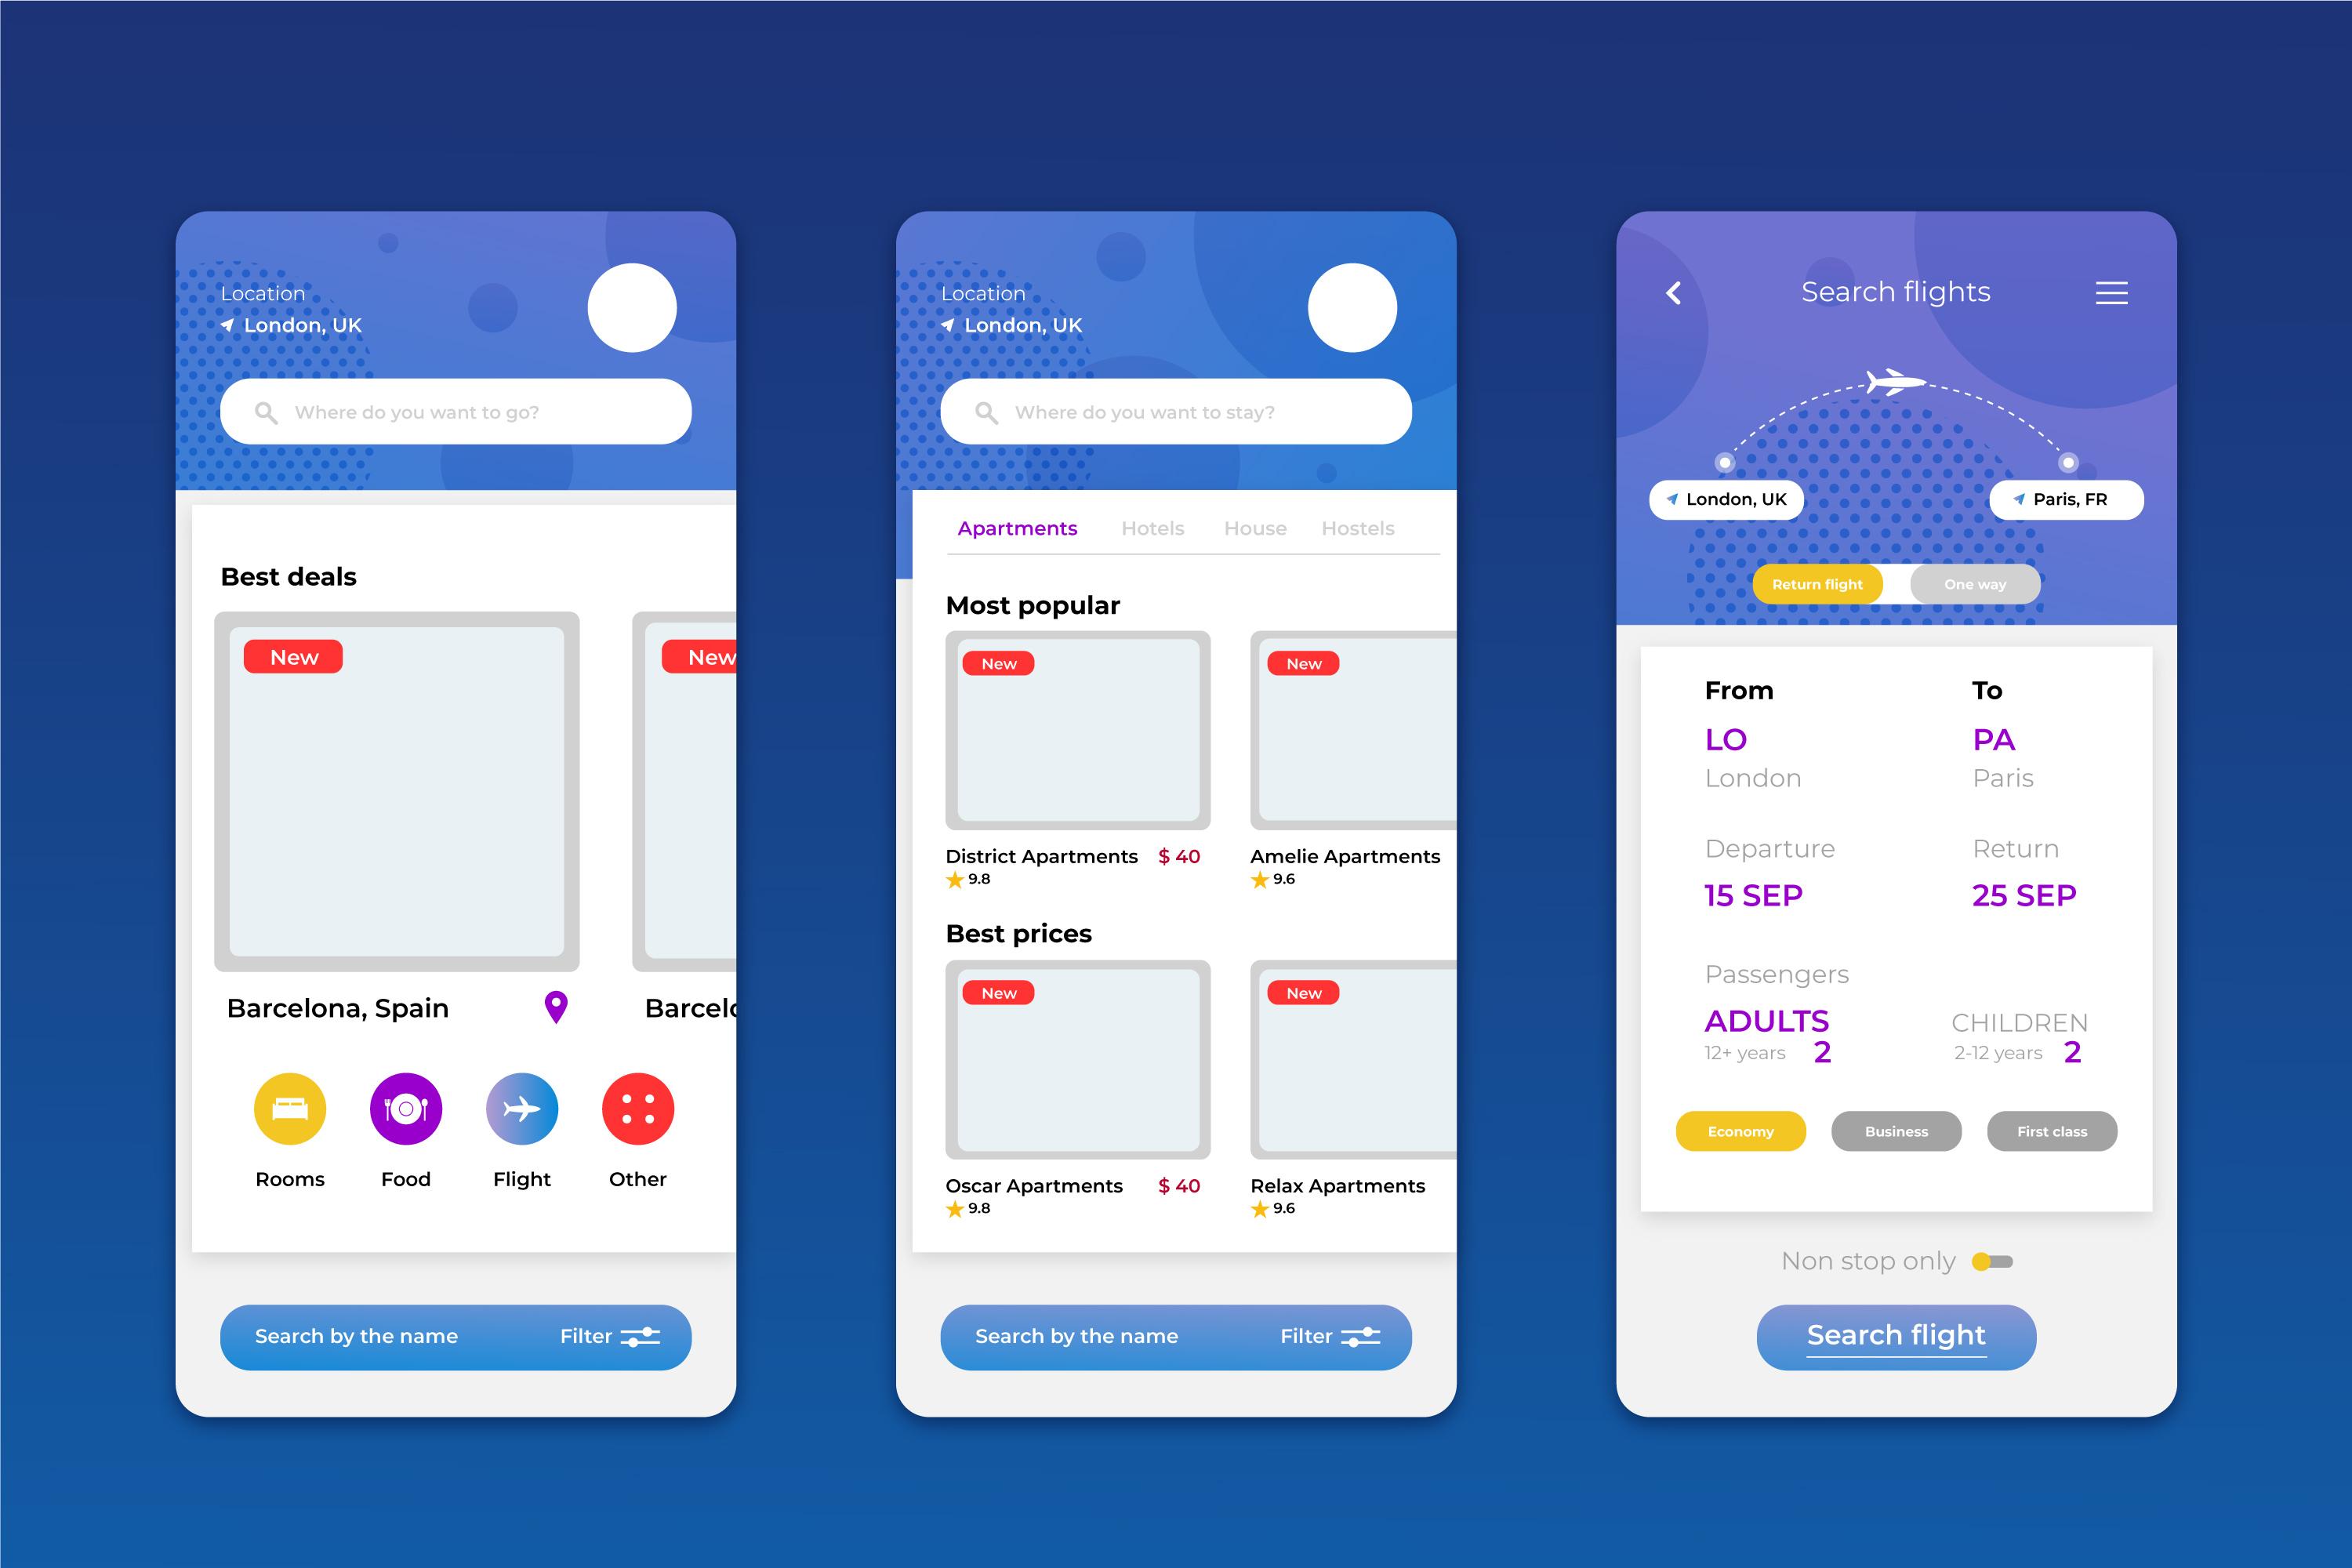 Location
London, UK
Where do you want to go?
Best deals
New
New
Barcelona, Spain
Barcelo
Rooms
Food
Flight
Other
Search by the name
Filter
Location
London, UK
Where do you want to stay?
Apartments
Hotels
House
Hostels
Most popular
New
New
District Apartments
$ 40
Amelie Apartments
9.8
9.6
Best prices
New
New
Oscar Apartments
$ 40
Relax Apartments
9.8
9.6
Search by the name
Filter
Search flights
London, UK
Paris, FR
Return flight
One way
From
To
LO
PA
London
Paris
Departure
Return
15 SEP
25 SEP
Passengers
ADULTS
CHILDREN
12+ years 2
2-12 years 2
Economy
Business
First class
Non stop only
Search flight